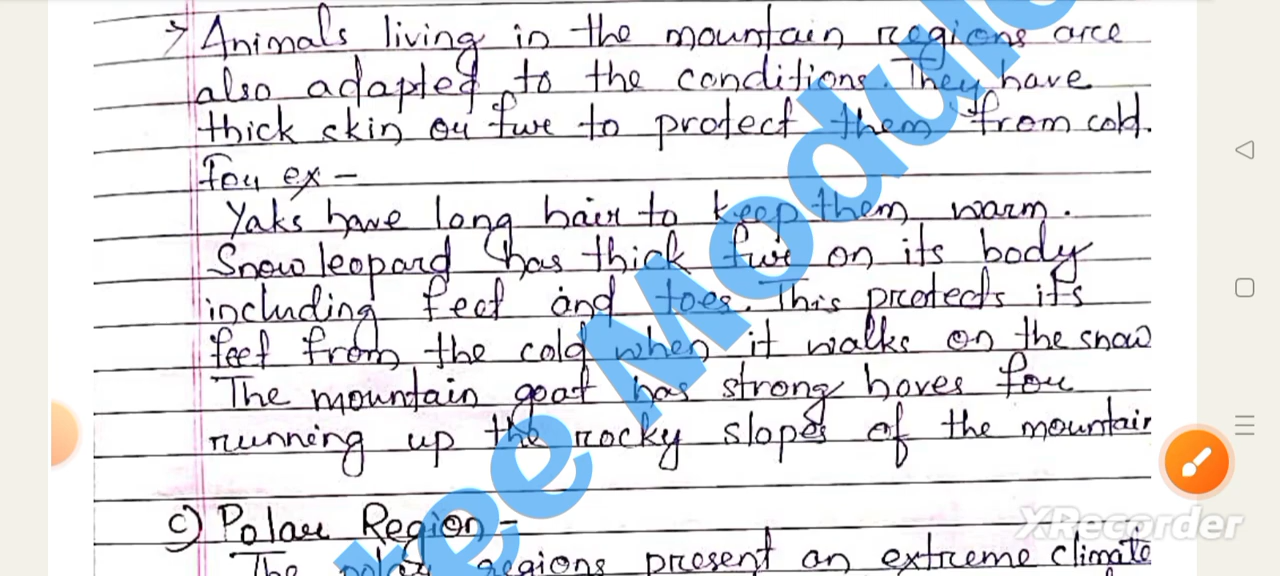 > Animals living in the mountain regions are
also adapted to the conditions. They have
thick skin or fur to protect them from cold.
For ex -
Yaks have long hair to keep them warm.
Snow leopard has thick fur on its body
including feet and toes. This protects its
feet from the cold when it walks on the snow
The mountain goat has strong hoves for
running up the rocky slopes of the mountain
c) Polar Region -
The polar regions present an extreme climate
XRecorder